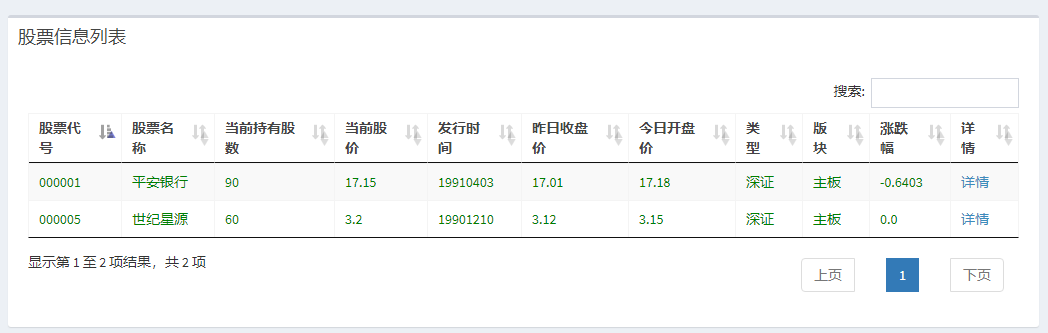 股票信息列表
搜索:
股票代号 股票名称 当前持有股数 当前股价 发行时间 昨日收盘价 今日开盘价 类型 版块 涨跌幅 详情
000001 平安银行 90 17.15 19910403 17.01 17.18 深证 主板 -0.6403 详情
000005 世纪星源 60 3.2 19901210 3.12 3.15 深证 主板 0.0 详情
显示第 1 至 2 项结果，共 2 项
上页 1 下页